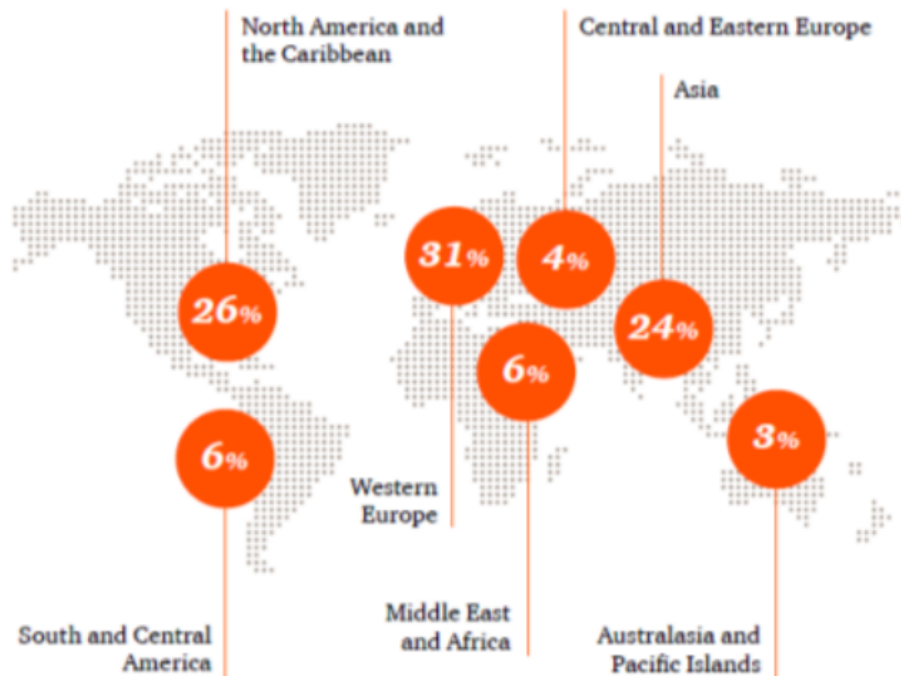 North America and
the Caribbean
Central and Eastern Europe
Asia
31%
4%
26%
24%
6%
3%
6%
Western
Europe
Middle East
and Africa
South and Central
America
Australasia and
Pacific Islands